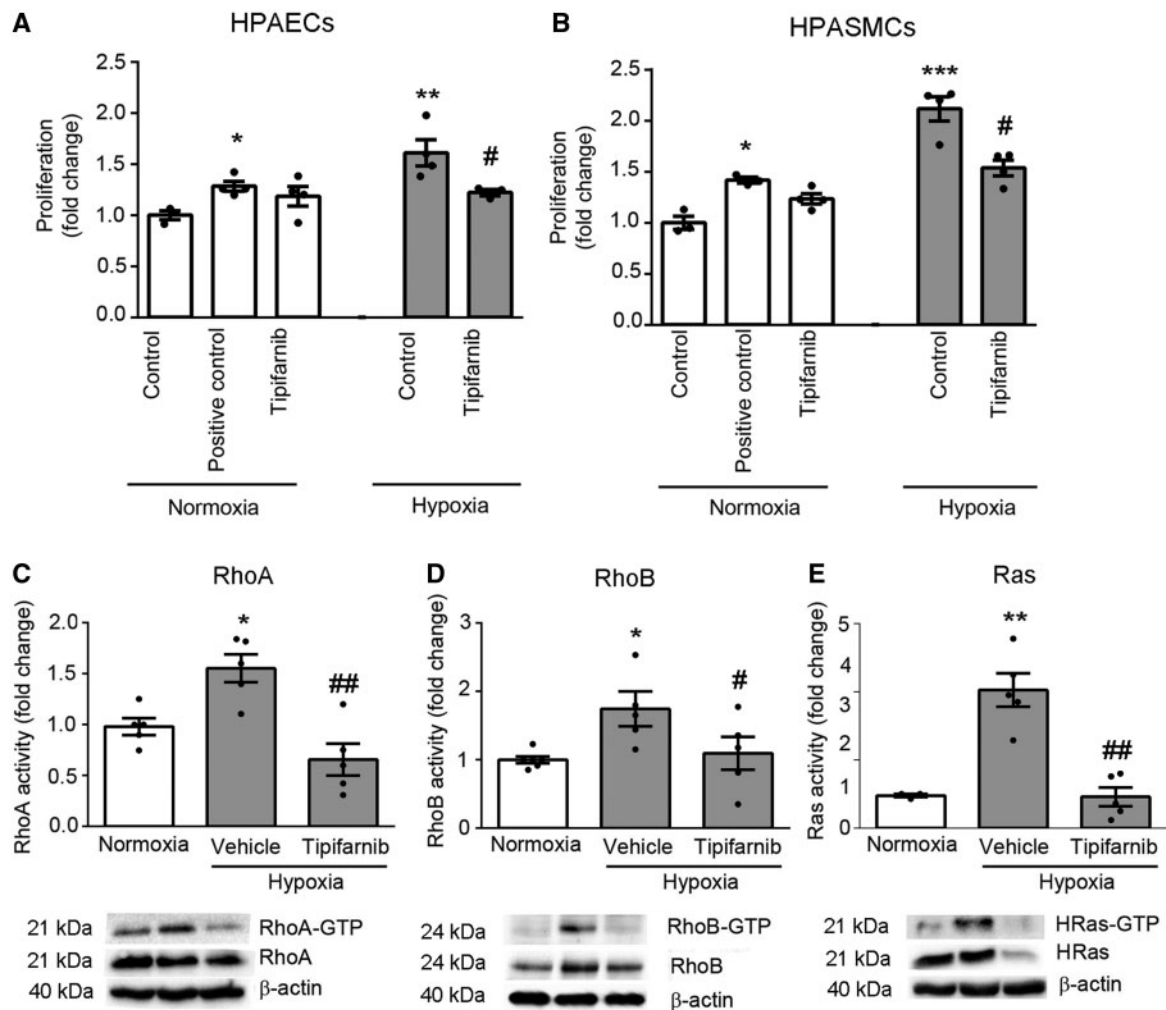 A
HPAECs
Proliferation
(fold change)
2.5
2.0
1.5
1.0
0.5
0.0
*
**
#
Control
Positive control
Tipifarnib
Control
Tipifarnib
Normoxia
Hypoxia
B
HPASMCs
Proliferation
(fold change)
2.5
2.0
1.5
1.0
0.5
0.0
*
***
#
Control
Positive control
Tipifarnib
Control
Tipifarnib
Normoxia
Hypoxia
C
RhoA
RhoA activity (fold change)
2.0
1.5
1.0
0.5
0.0
*
##
Normoxia
Vehicle
Tipifarnib
Hypoxia
21 kDa
RhoA-GTP
21 kDa
RhoA
40 kDa
β-actin
D
RhoB
RhoB activity (fold change)
3
2
1
0
*
#
Normoxia
Vehicle
Tipifarnib
Hypoxia
24 kDa
RhoB-GTP
24 kDa
RhoB
40 kDa
β-actin
E
Ras
Ras activity (fold change)
5
4
3
2
1
0
**
##
Normoxia
Vehicle
Tipifarnib
Hypoxia
21 kDa
HRas-GTP
21 kDa
HRas
40 kDa
β-actin